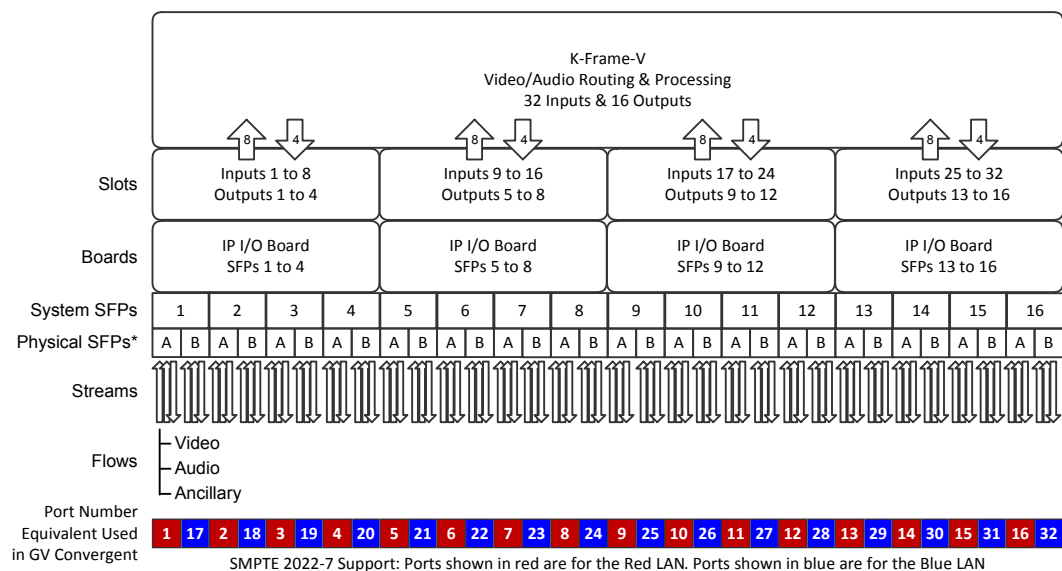 K-Frame-V
Video/Audio Routing & Processing
32 Inputs & 16 Outputs
8 4 8 4 8 4 8 4
Slots
Inputs 1 to 8
Outputs 1 to 4
Inputs 9 to 16
Outputs 5 to 8
Inputs 17 to 24
Outputs 9 to 12
Inputs 25 to 32
Outputs 13 to 16
Boards
IP I/O Board
SFPs 1 to 4
IP I/O Board
SFPs 5 to 8
IP I/O Board
SFPs 9 to 12
IP I/O Board
SFPs 13 to 16
System SFPs 1 2 3 4 5 6 7 8 9 10 11 12 13 14 15 16
Physical SFPs* A B A B A B A B A B A B A B A B A B A B A B A B A B A B A B A B
Streams
Flows
Video
Audio
Ancillary
Port Number
Equivalent Used
in GV Convergent
1 17 2 18 3 19 4 20 5 21 6 22 7 23 8 24 9 25 10 26 11 27 12 28 13 29 14 30 15 31 16 32
SMPTE 2022-7 Support: Ports shown in red are for the Red LAN. Ports shown in blue are for the Blue LAN